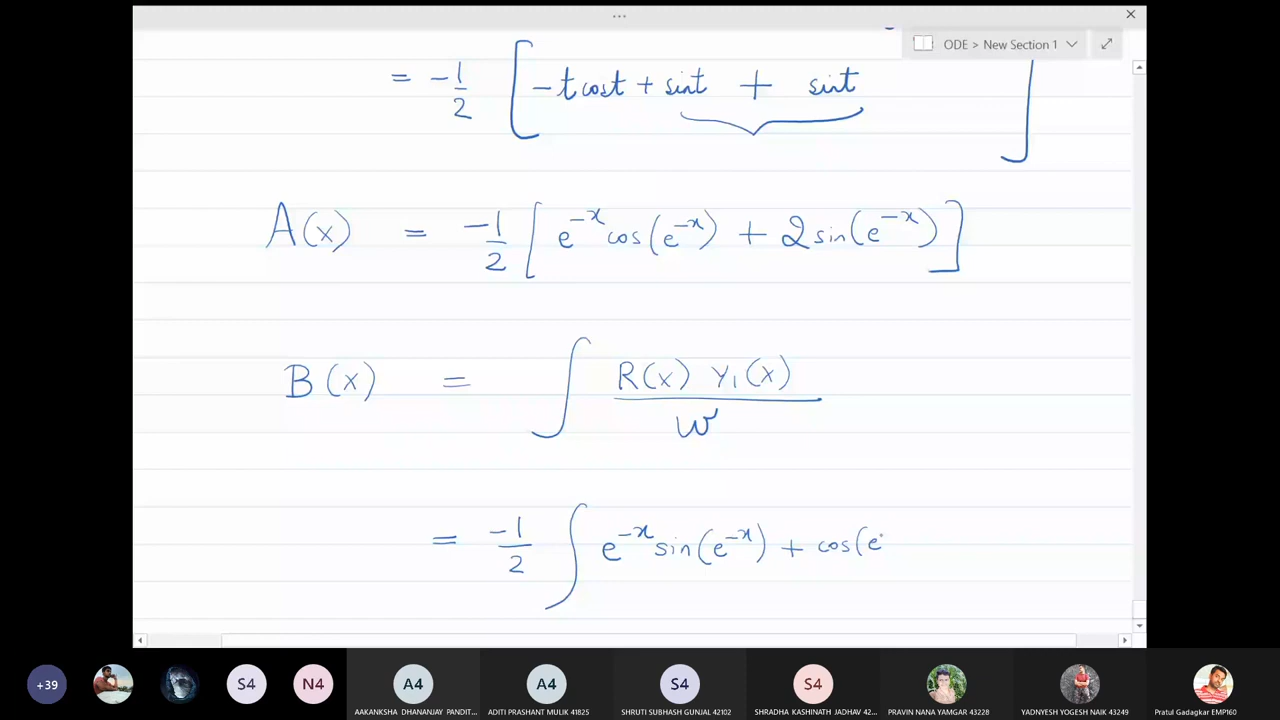 ODE > New Section 1
= -1/2 [ -t cost + sint + sint ]
A(x) = -1/2 [ e^{-x} cos(e^{-x}) + 2 sin(e^{-x}) ]
B(x) = ∫ R(x) Y₁(x) / W
= -1/2 ∫ e^{-x} sin(e^{-x}) + cos(e
+39 S4 N4 A4 A4 S4 S4
AAKANKSHA DHANANJAY PANDIT... ADITI PRASHANT MULIK 41825 SHRUTI SUBHASH GUNJAL 42102 SHRADHA KASHINATH JADHAV 42... PRAVIN NANA YAMGAR 43228 YADNYESH YOGESH NAIK 43249 Pratul Gadagkar EMP160